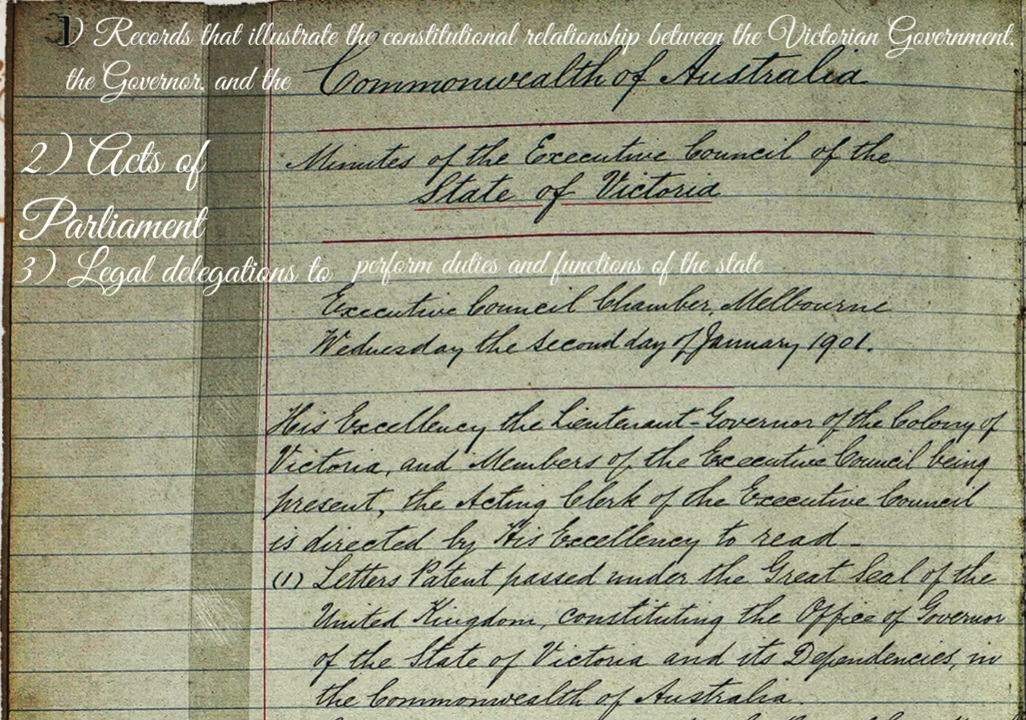 1) Records that illustrate the constitutional relationship between the Victorian Government,
the Governor, and the
Commonwealth of Australia
2) Acts of
Parliament
3) Legal delegations to perform duties and functions of the state
Minutes of the Executive Council of the
State of Victoria
Executive Council Chamber, Melbourne
Wednesday the second day of January 1901.
His Excellency the Lieutenant-Governor of the Colony of
Victoria, and Members of the Executive Council being
present, the Acting Clerk of the Executive Council
is directed by His Excellency to read -
(1) Letters Patent passed under the Great Seal of the
United Kingdom, constituting the Office of Governor
of the State of Victoria and its Dependencies, in
the Commonwealth of Australia.